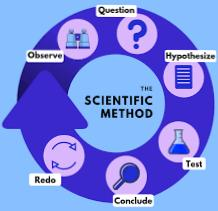 Question
Observe
Hypothesize
THE
SCIENTIFIC
METHOD
Test
Redo
Conclude